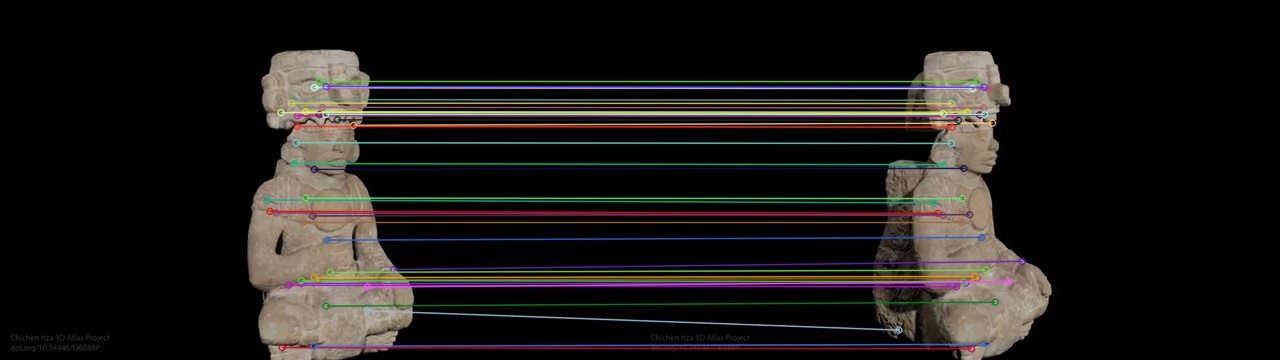 Chichen Itza 3D Atlas Project
doi.org/10.34946/D6888P
Chichen Itza 3D Atlas Project